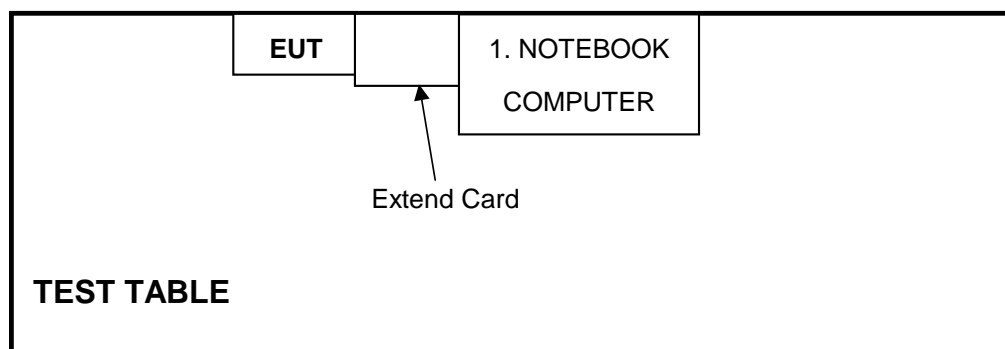 EUT
1. NOTEBOOK
COMPUTER
Extend Card
TEST TABLE